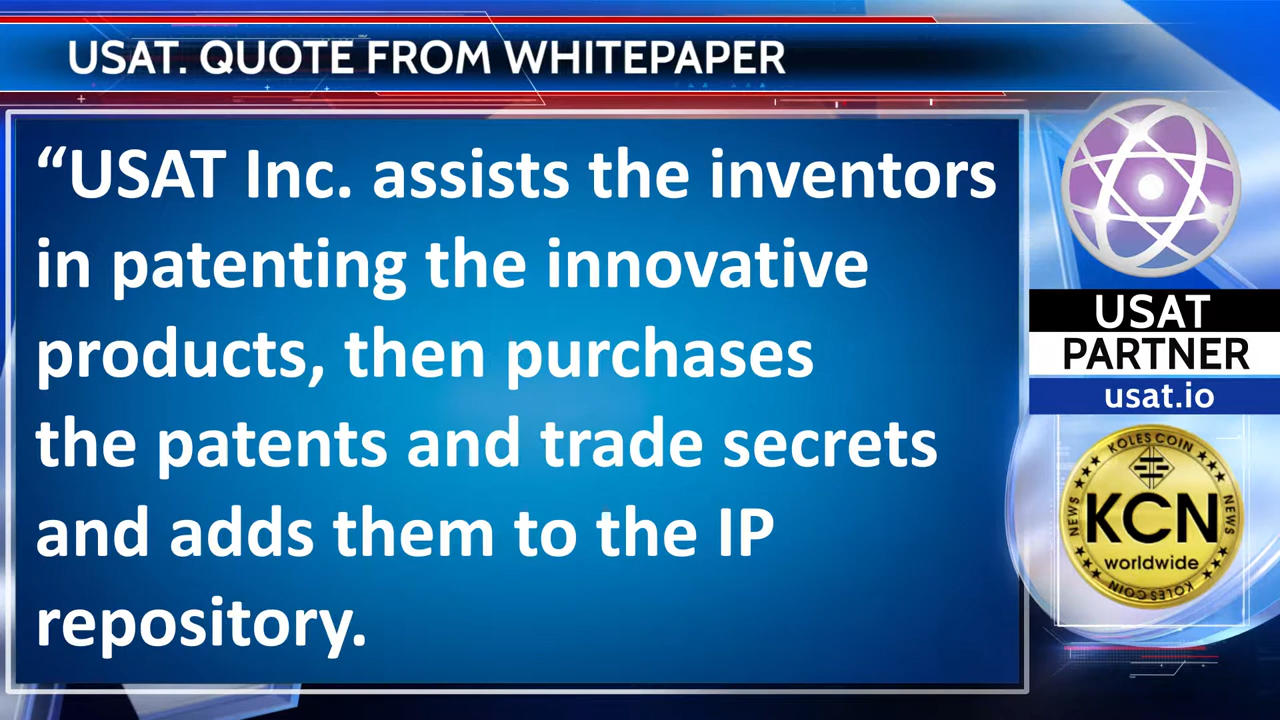 USAT. QUOTE FROM WHITEPAPER
“USAT Inc. assists the inventors
in patenting the innovative
products, then purchases
the patents and trade secrets
and adds them to the IP
repository.
USAT
PARTNER
usat.io
KOLES COIN
NEWS
KCN
NEWS
worldwide
KOLES COIN